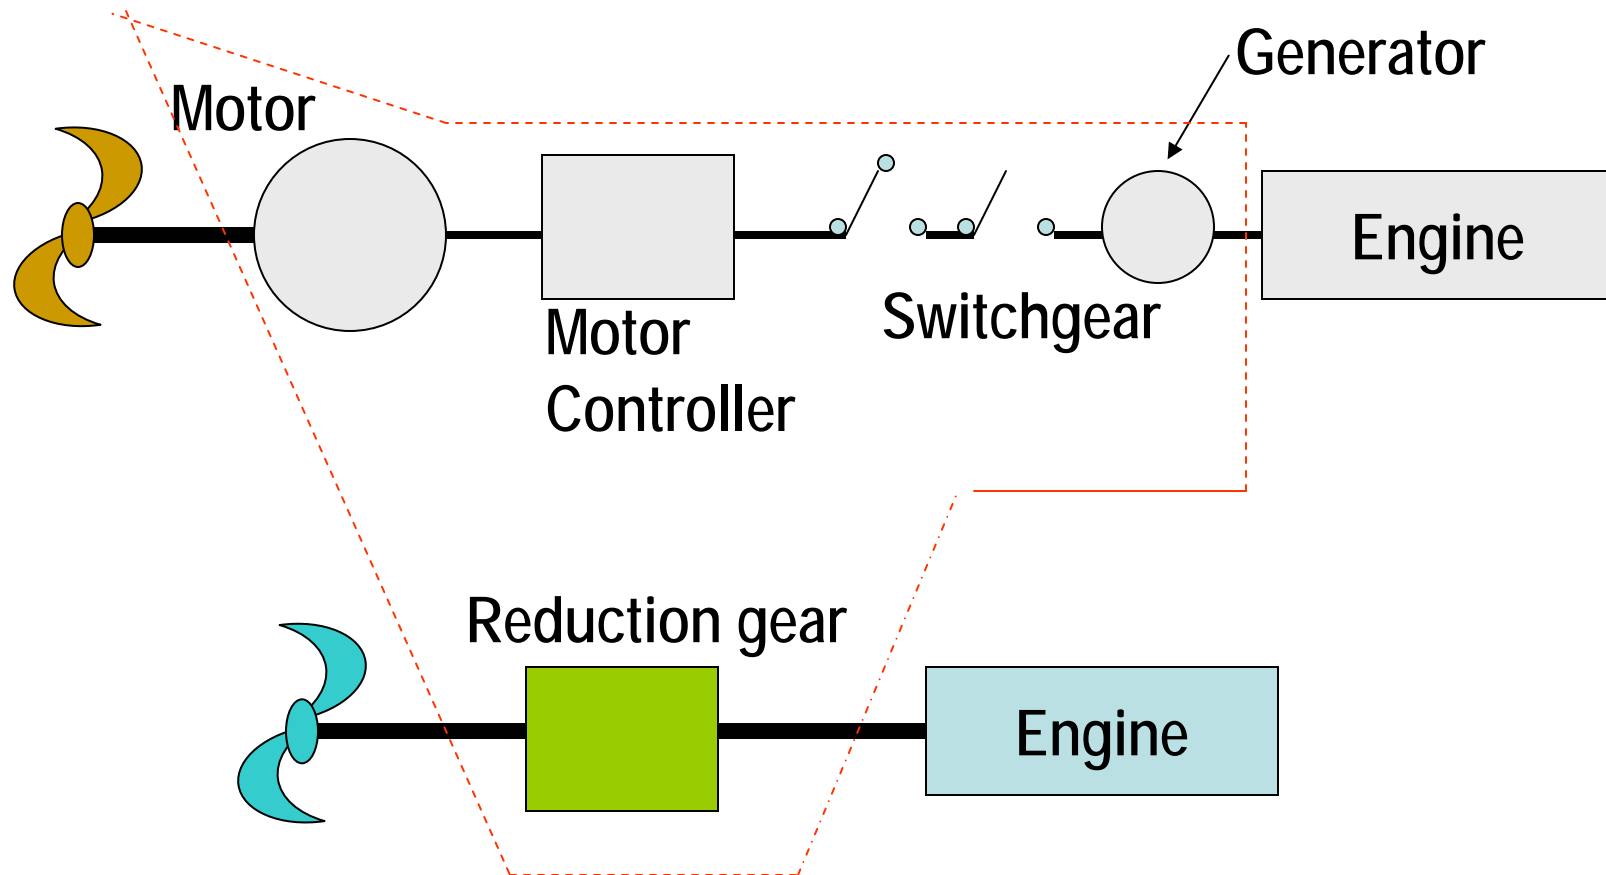 Generator
Motor
Engine
Switchgear
Motor
Controller
Reduction gear
Engine